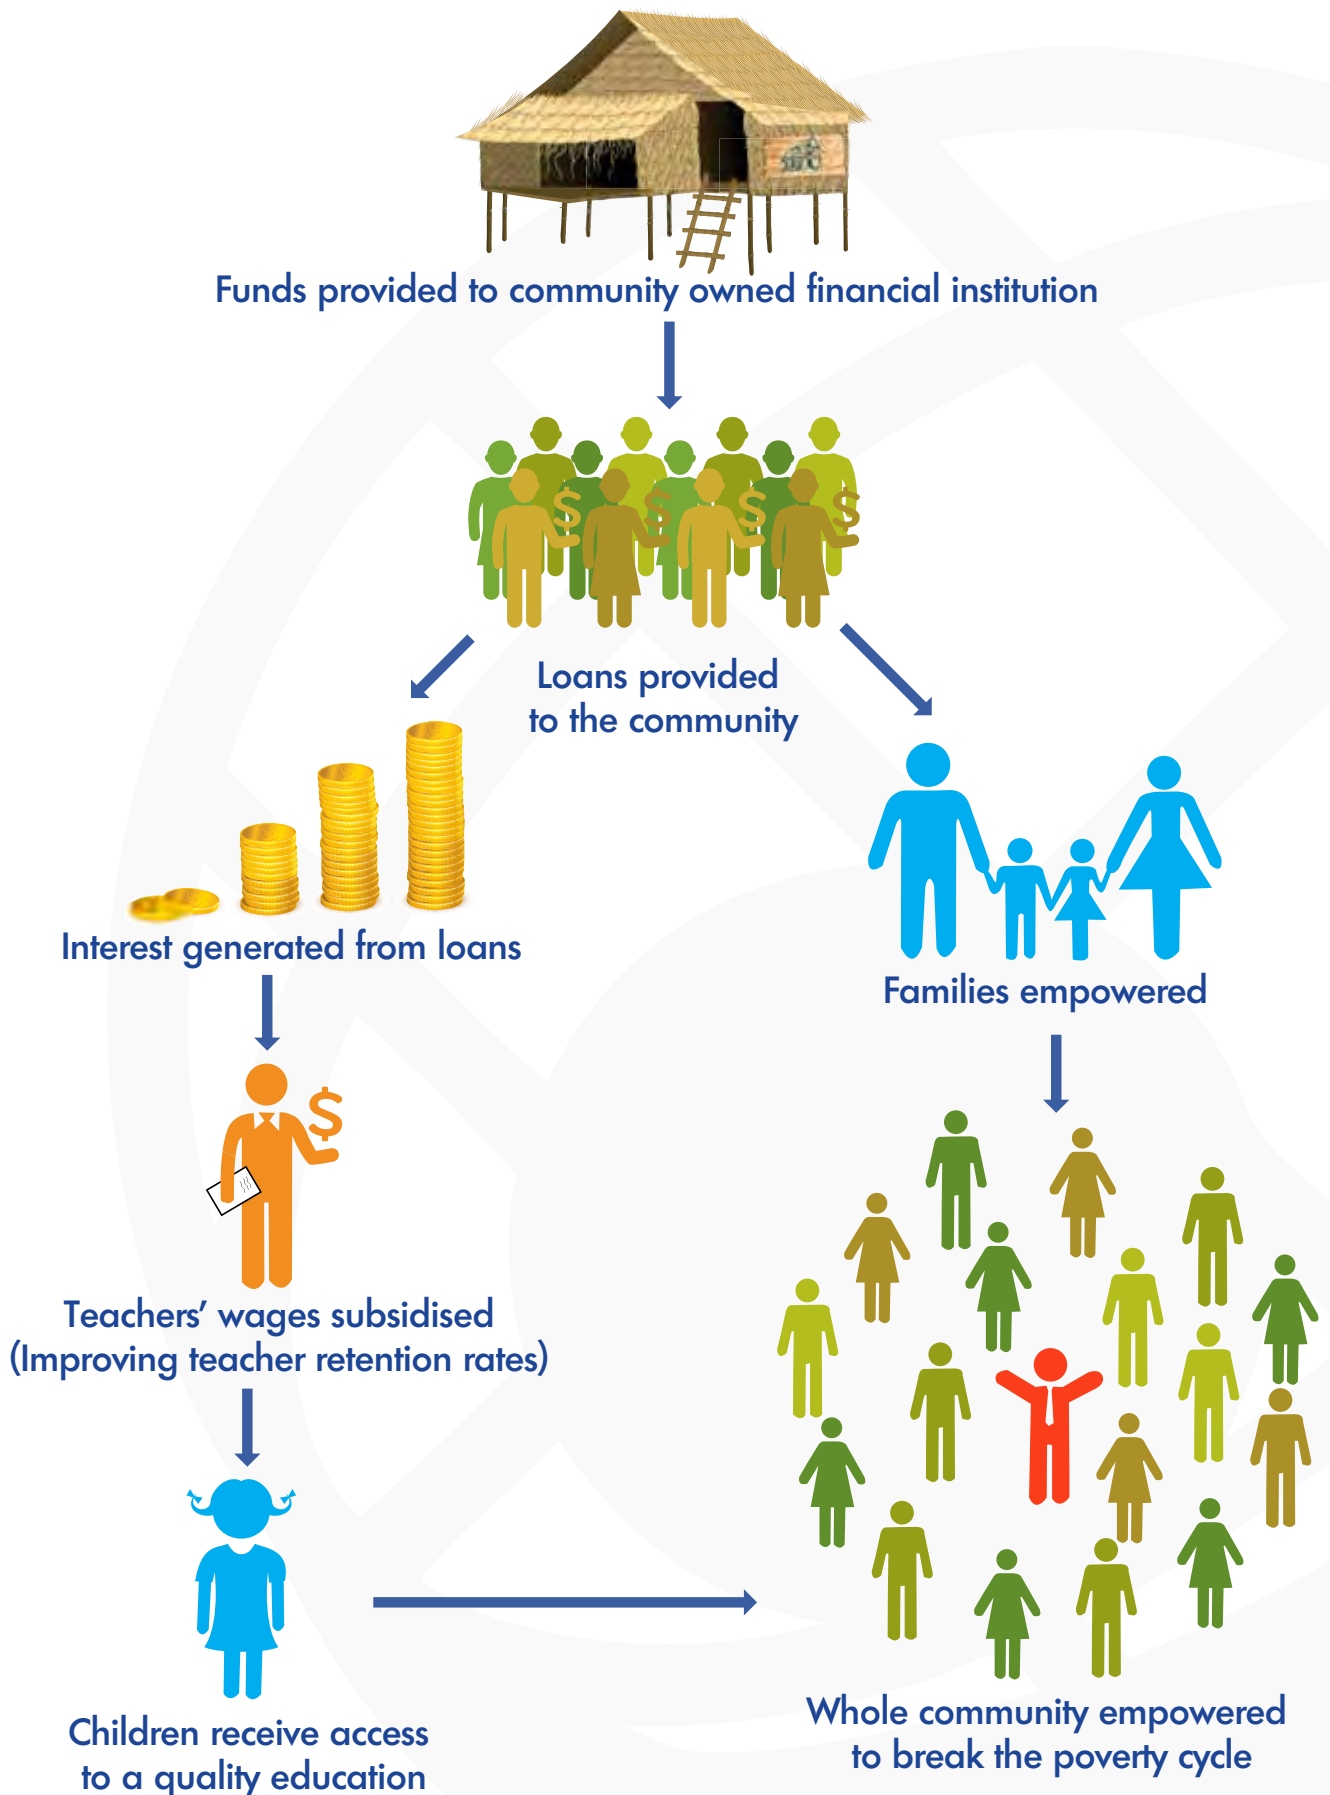 Funds provided to community owned financial institution
Loans provided
to the community
Interest generated from loans
Families empowered
Teachers’ wages subsidised
(Improving teacher retention rates)
Children receive access
to a quality education
Whole community empowered
to break the poverty cycle